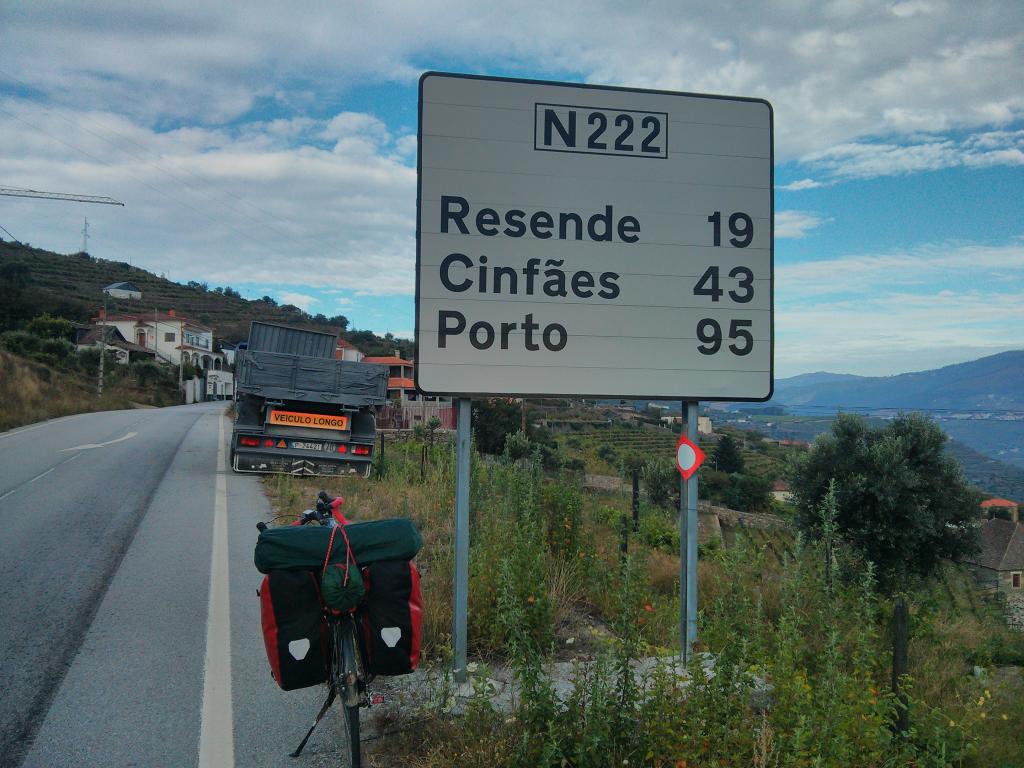 N222
Resende 19
Cinfães 43
Porto 95
VEICULO LONGO